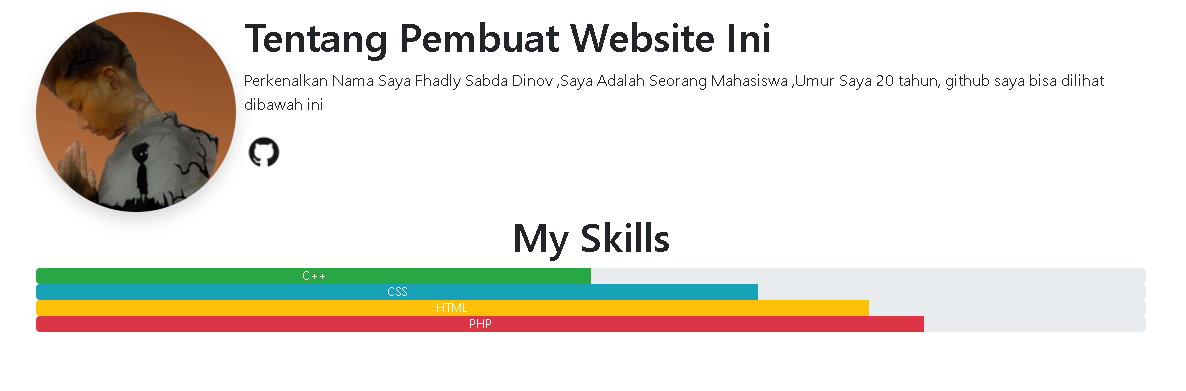 Tentang Pembuat Website Ini
Perkenalkan Nama Saya Fhadly Sabda Dinov ,Saya Adalah Seorang Mahasiswa ,Umur Saya 20 tahun, github saya bisa dilihat
dibawah ini
My Skills
C++
CSS
HTML
PHP